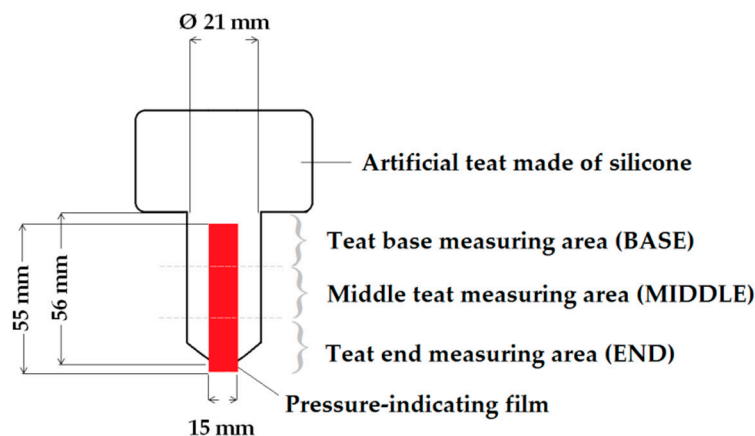 Ø 21 mm
Artificial teat made of silicone
Teat base measuring area (BASE)
55 mm
56 mm
Middle teat measuring area (MIDDLE)
Teat end measuring area (END)
Pressure-indicating film
15 mm